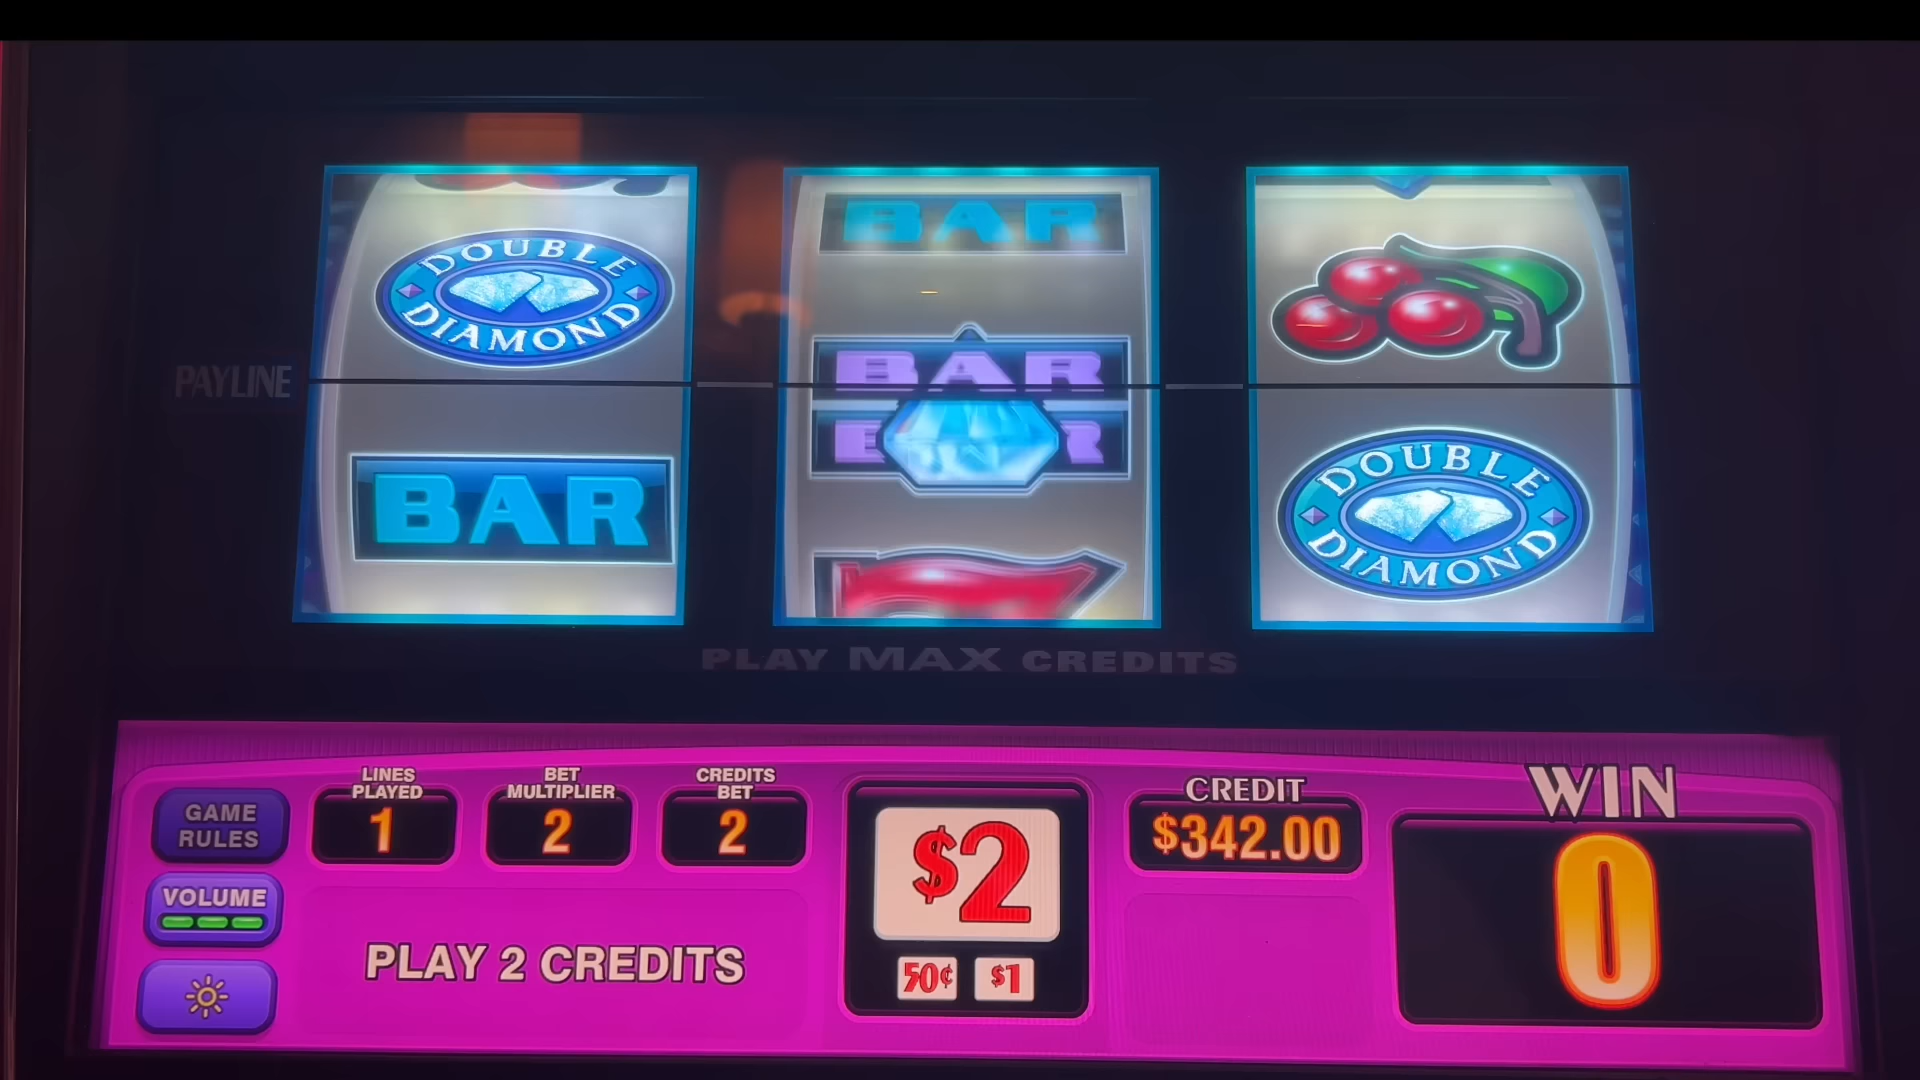 DOUBLE
DIAMOND
BAR
BAR
BAR
PAYLINE
BAR
DOUBLE
DIAMOND
PLAY MAX CREDITS
GAME
RULES
VOLUME
LINES
PLAYED
1
BET
MULTIPLIER
2
CREDITS
BET
2
PLAY 2 CREDITS
$2
50¢
$1
CREDIT
$342.00
WIN
0